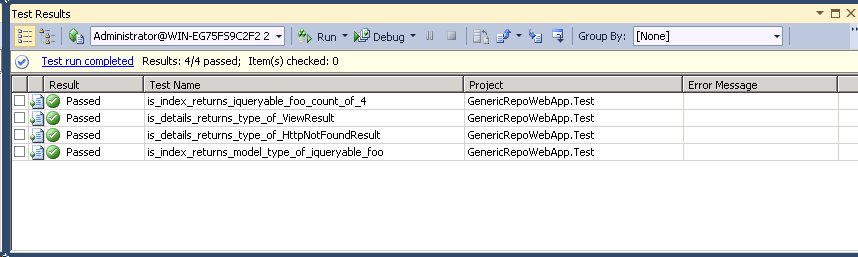 Test Results
Administrator@WIN-EG75FS9C2F2 2 Run Debug Group By: [None]
Test run completed Results: 4/4 passed; Item(s) checked: 0
Result Test Name Project Error Message
Passed is_index_returns_iqueryable_foo_count_of_4 GenericRepoWebApp.Test
Passed is_details_returns_type_of_ViewResult GenericRepoWebApp.Test
Passed is_details_returns_type_of_HttpNotFoundResult GenericRepoWebApp.Test
Passed is_index_returns_model_type_of_iqueryable_foo GenericRepoWebApp.Test